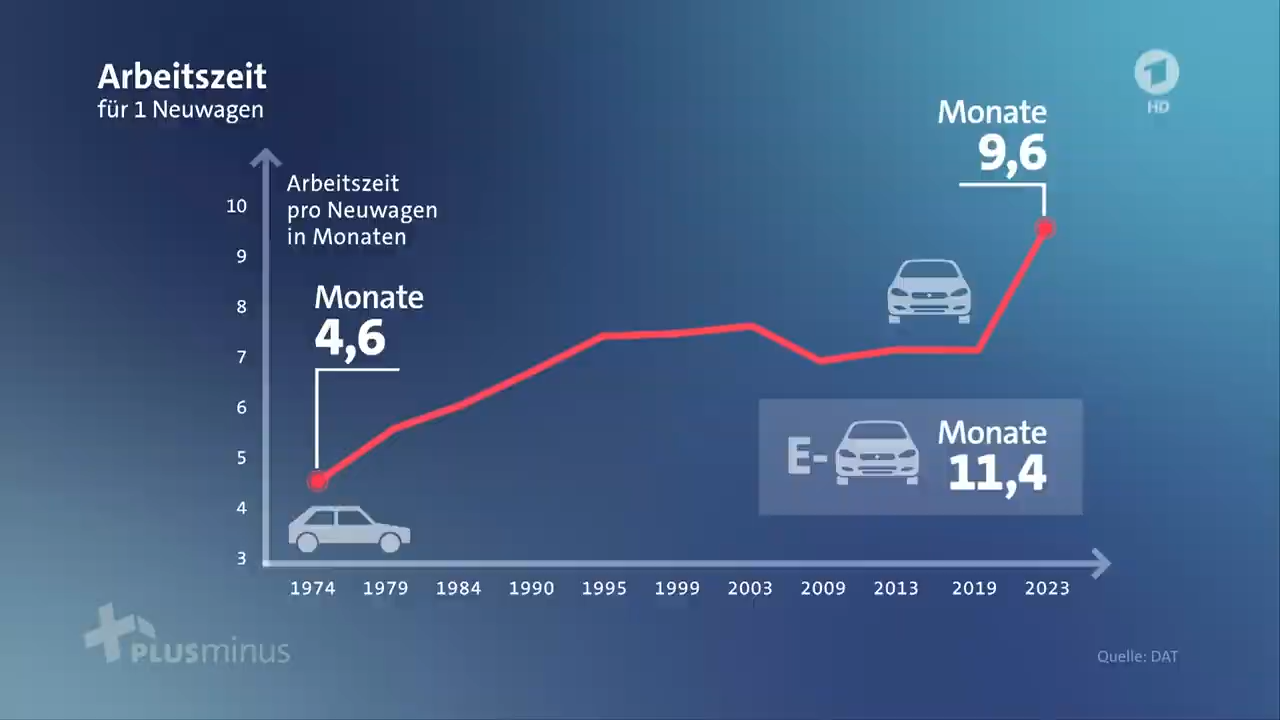 Arbeitszeit
für 1 Neuwagen
1
HD
Monate
9,6
Arbeitszeit
pro Neuwagen
in Monaten
10
9
8
7
6
5
4
3
Monate
4,6
E-
Monate
11,4
1974 1979 1984 1990 1995 1999 2003 2009 2013 2019 2023
PLUSminus
Quelle: DAT